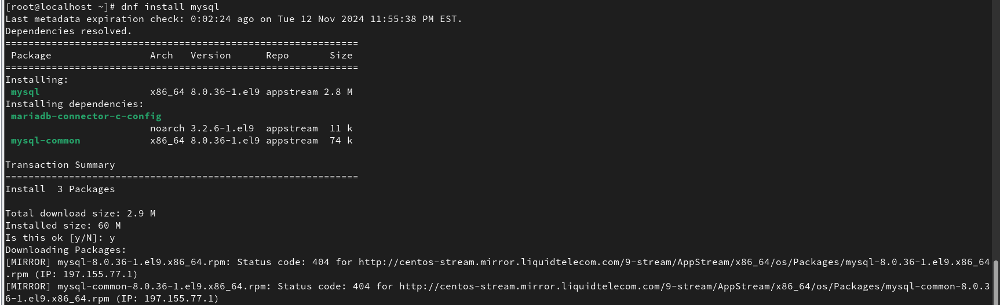 [root@localhost ~]# dnf install mysql
Last metadata expiration check: 0:02:24 ago on Tue 12 Nov 2024 11:55:38 PM EST.
Dependencies resolved.
=============================================================
 Package                 Arch   Version      Repo       Size
=============================================================
Installing:
 mysql                   x86_64 8.0.36-1.el9 appstream 2.8 M
Installing dependencies:
 mariadb-connector-c-config
                         noarch 3.2.6-1.el9  appstream  11 k
 mysql-common            x86_64 8.0.36-1.el9 appstream  74 k

Transaction Summary
=============================================================
Install  3 Packages

Total download size: 2.9 M
Installed size: 60 M
Is this ok [y/N]: y
Downloading Packages:
[MIRROR] mysql-8.0.36-1.el9.x86_64.rpm: Status code: 404 for http://centos-stream.mirror.liquidtelecom.com/9-stream/AppStream/x86_64/os/Packages/mysql-8.0.36-1.el9.x86_64
.rpm (IP: 197.155.77.1)
[MIRROR] mysql-common-8.0.36-1.el9.x86_64.rpm: Status code: 404 for http://centos-stream.mirror.liquidtelecom.com/9-stream/AppStream/x86_64/os/Packages/mysql-common-8.0.3
6-1.el9.x86_64.rpm (IP: 197.155.77.1)